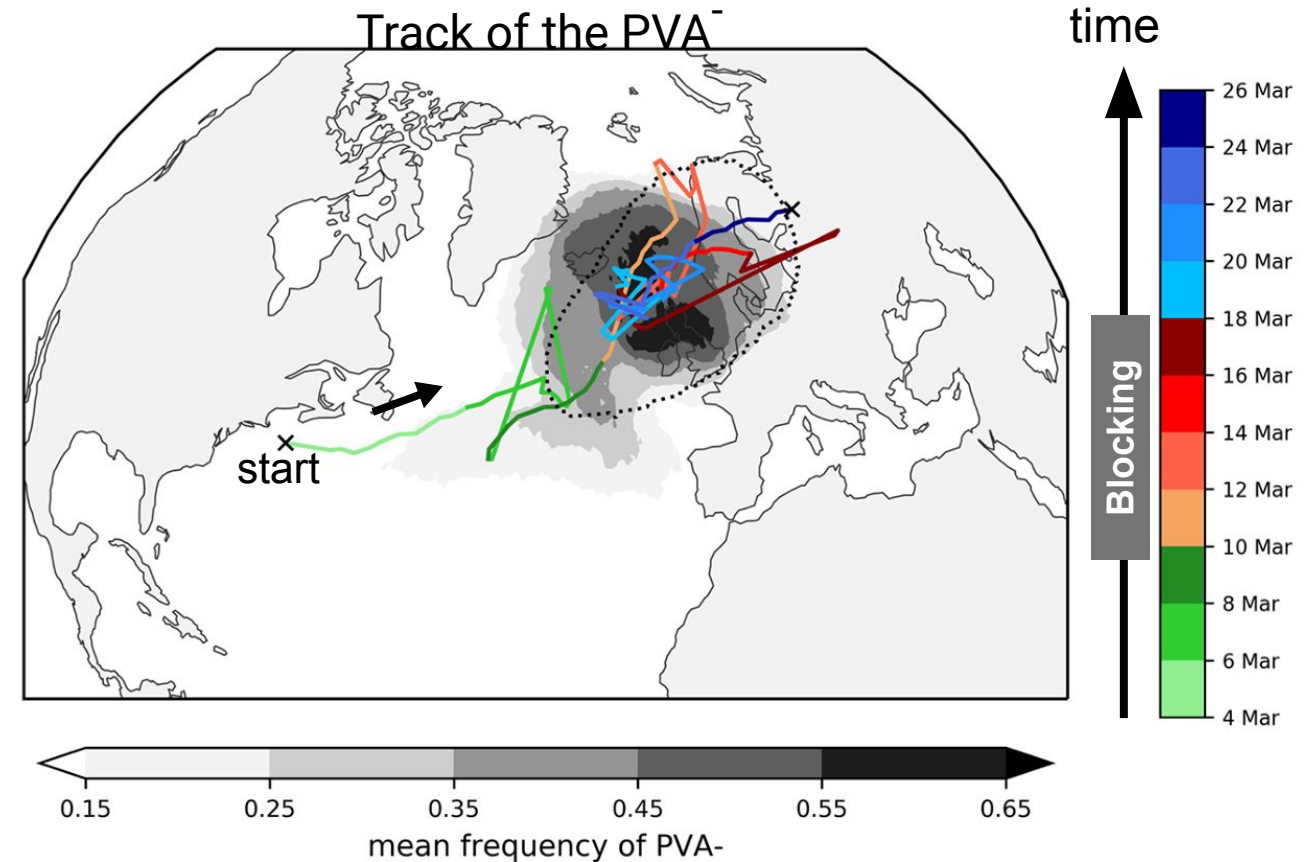 Track of the PVA⁻
time
26 Mar
24 Mar
22 Mar
20 Mar
18 Mar
16 Mar
14 Mar
12 Mar
10 Mar
8 Mar
6 Mar
4 Mar
Blocking
start
0.15 0.25 0.35 0.45 0.55 0.65
mean frequency of PVA-